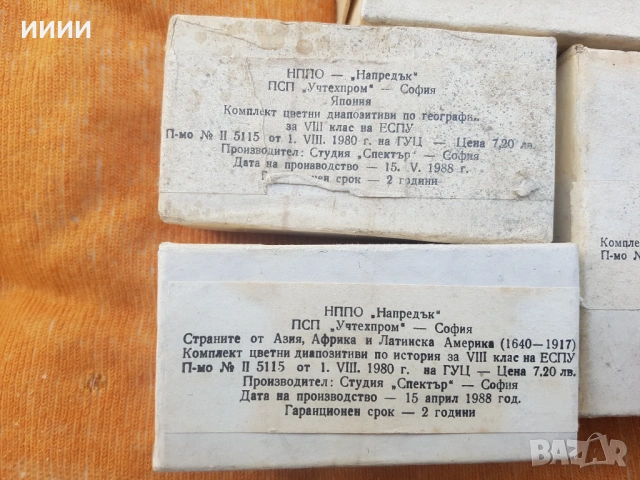 ИИИИ
НППО — „Напредък"
ПСП „Учтехпром" — София
Япония
Комплект цветни диапозитиви по географи
за VIII клас на ЕСПУ
П-мо № II 5115 от 1. VIII. 1980 г. на ГУЦ — Цена 7,20 лв.
Производител: Студия „Спектър" — София
Дата на производство — 15. V. 1988 г.
срок — 2 години
НППО „Напредък"
ПСП „Учтехпром" — София
Страните от Азия, Африка и Латинска Америка (1640—1917)
Комплект цветни диапозитиви по история за VIII клас на ЕСПУ
П-мо № II 5115 от 1. VIII. 1980 г. на ГУЦ — Цена 7,20 лв.
Производител: Студия „Спектър" — София
Дата на производство — 15 април 1988 год.
Гаранционен срок — 2 години
Компле
П-мо №
BAZAR